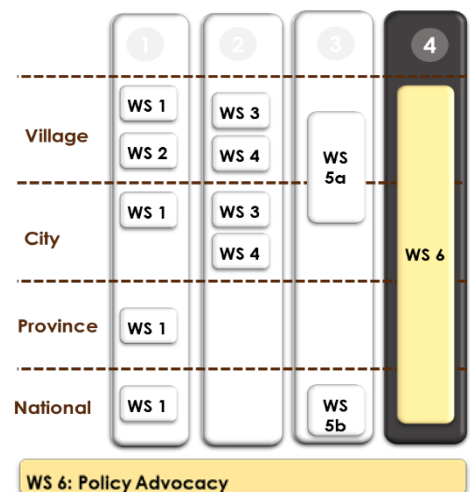 1 2 3 4
Village
WS 1
WS 2
WS 3
WS 4
WS
5a
City
WS 1
WS 3
WS 4
WS 6
Province
WS 1
National
WS 1
WS
5b
WS 6: Policy Advocacy